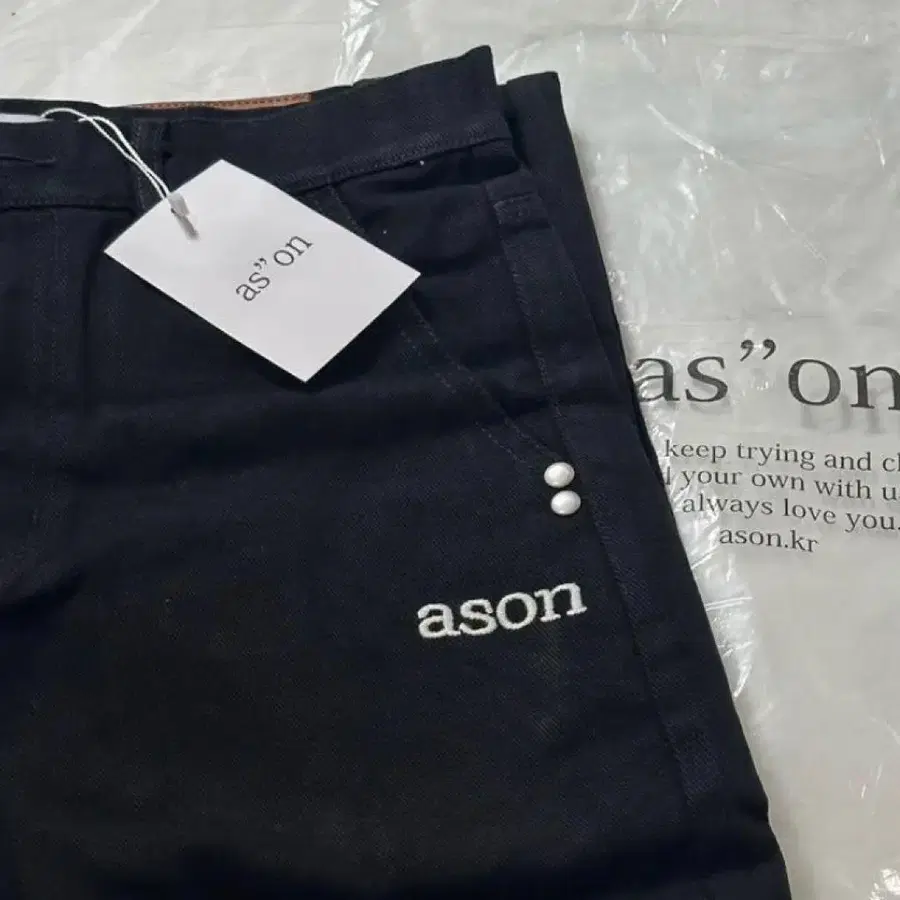 as”on
as”on
keep trying and
your own with
always love you.
ason.kr
ason